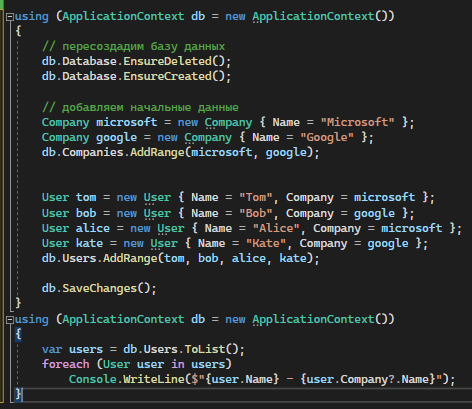 using (ApplicationContext db = new ApplicationContext())
{
    // пересоздадим базу данных
    db.Database.EnsureDeleted();
    db.Database.EnsureCreated();

    // добавляем начальные данные
    Company microsoft = new Company { Name = "Microsoft" };
    Company google = new Company { Name = "Google" };
    db.Companies.AddRange(microsoft, google);


    User tom = new User { Name = "Tom", Company = microsoft };
    User bob = new User { Name = "Bob", Company = google };
    User alice = new User { Name = "Alice", Company = microsoft };
    User kate = new User { Name = "Kate", Company = google };
    db.Users.AddRange(tom, bob, alice, kate);

    db.SaveChanges();
}
using (ApplicationContext db = new ApplicationContext())
{
    var users = db.Users.ToList();
    foreach (User user in users)
        Console.WriteLine($"{user.Name} - {user.Company?.Name}");
}